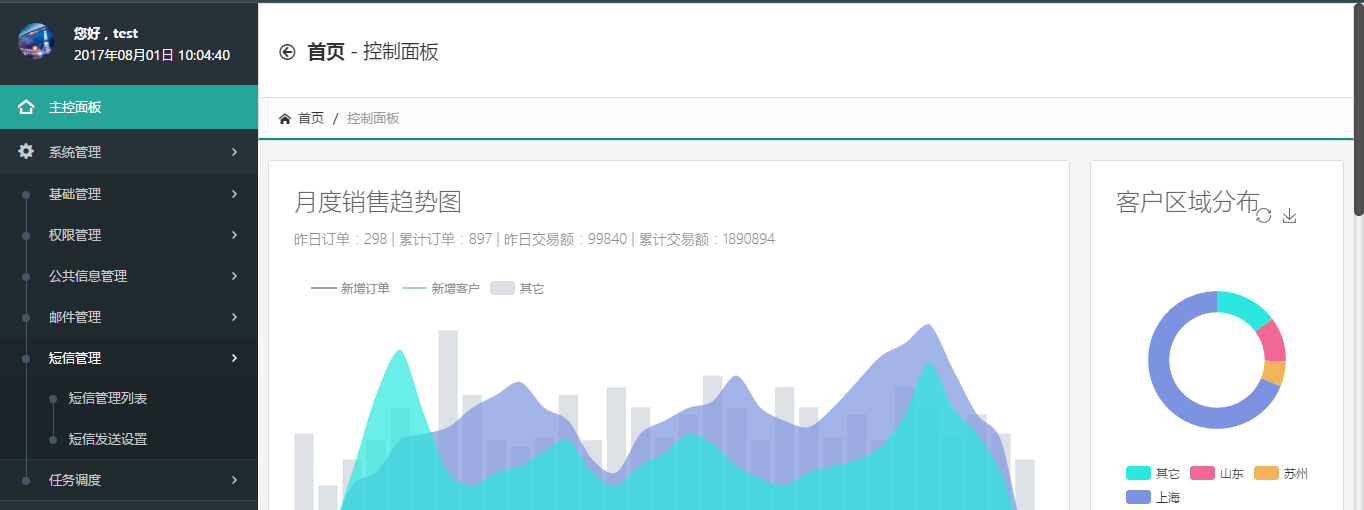 您好，test
2017年08月01日 10:04:40
主控面板
系统管理
基础管理
权限管理
公共信息管理
邮件管理
短信管理
短信管理列表
短信发送设置
任务调度
首页 - 控制面板
首页 / 控制面板
月度销售趋势图
昨日订单：298 | 累计订单：897 | 昨日交易额：99840 | 累计交易额：1890894
新增订单 新增客户 其它
客户区域分布
其它 山东 苏州
上海